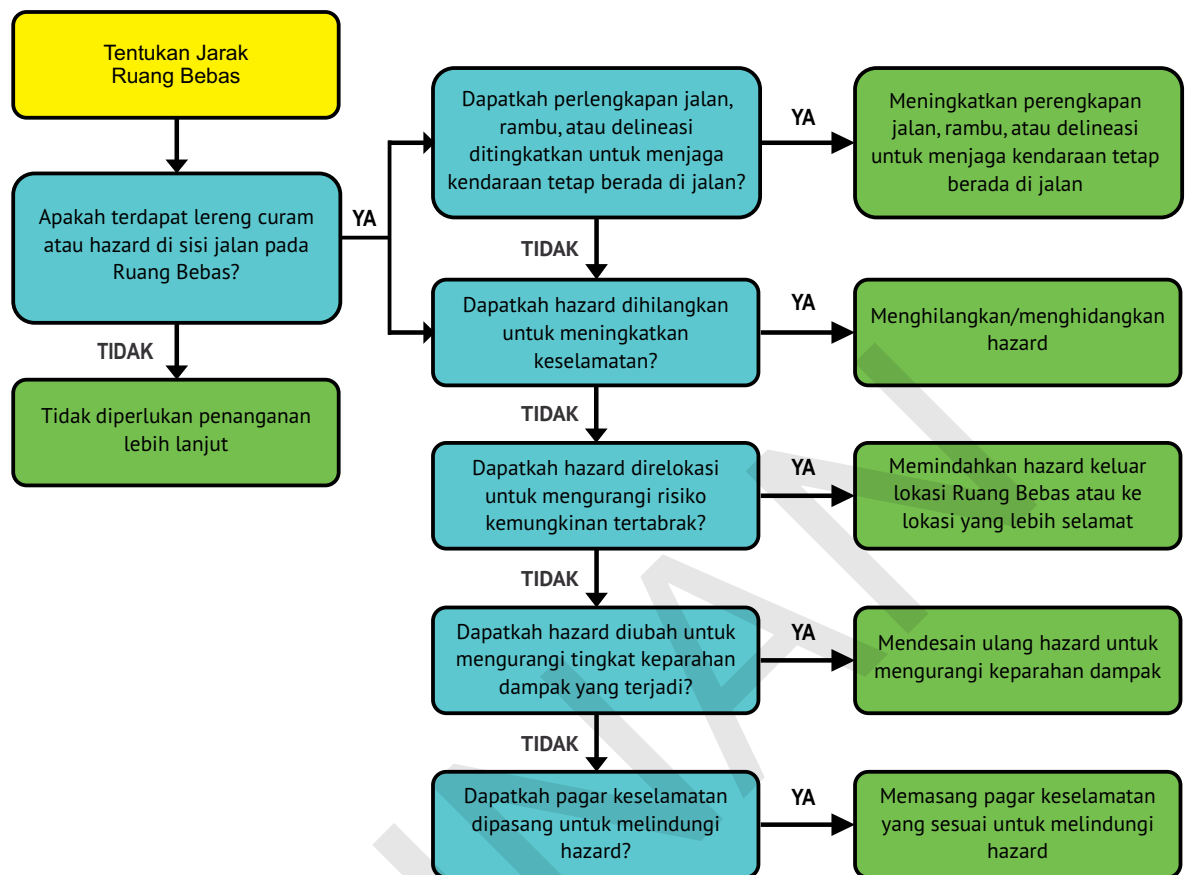 Tentukan Jarak
Ruang Bebas
Apakah terdapat lereng curam
atau hazard di sisi jalan pada
Ruang Bebas?
YA
TIDAK
Tidak diperlukan penanganan
lebih lanjut
Dapatkah perlengkapan jalan,
rambu, atau delineasi
ditingkatkan untuk menjaga
kendaraan tetap berada di jalan?
YA
Meningkatkan perengkapan
jalan, rambu, atau delineasi
untuk menjaga kendaraan tetap
berada di jalan
TIDAK
Dapatkah hazard dihilangkan
untuk meningkatkan
keselamatan?
YA
Menghilangkan/menghidangkan
hazard
TIDAK
Dapatkah hazard direlokasi
untuk mengurangi risiko
kemungkinan tertabrak?
YA
Memindahkan hazard keluar
lokasi Ruang Bebas atau ke
lokasi yang lebih selamat
TIDAK
Dapatkah hazard diubah untuk
mengurangi tingkat keparahan
dampak yang terjadi?
YA
Mendesain ulang hazard untuk
mengurangi keparahan dampak
TIDAK
Dapatkah pagar keselamatan
dipasang untuk melindungi
hazard?
YA
Memasang pagar keselamatan
yang sesuai untuk melindungi
hazard